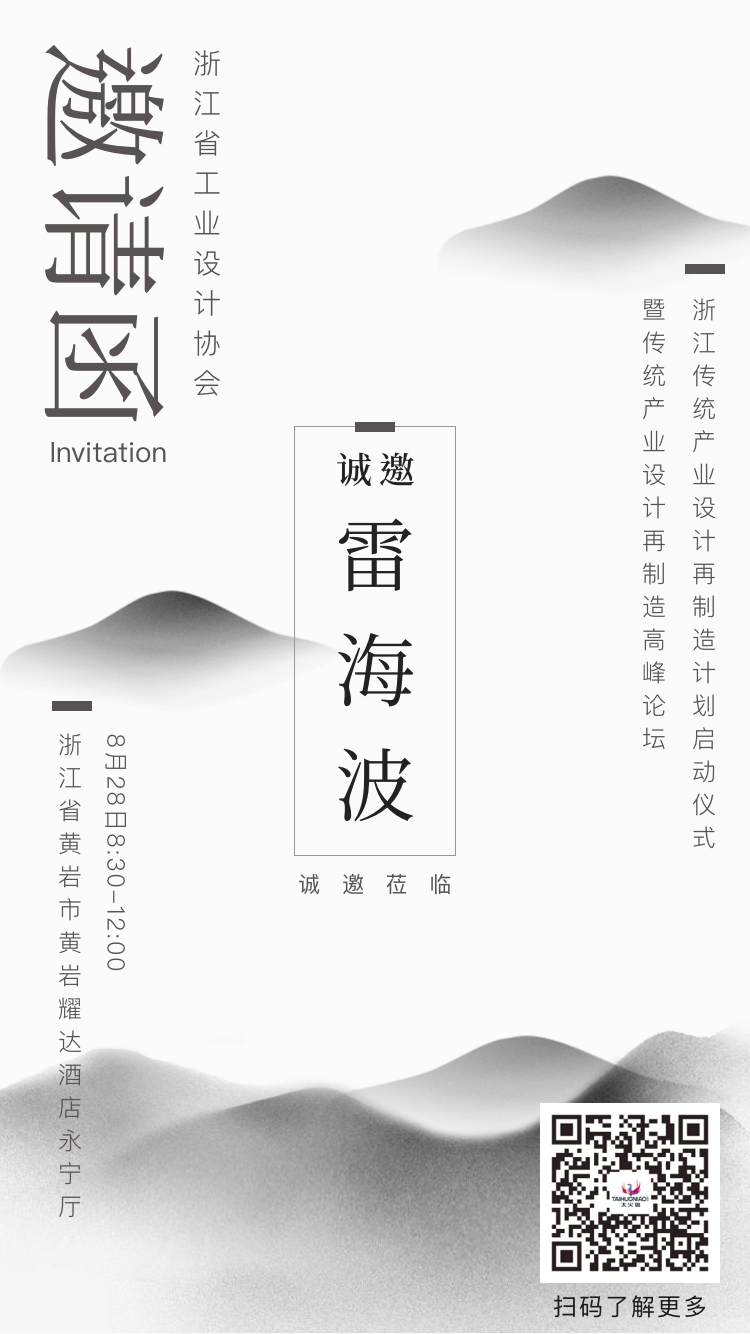 邀请函
Invitation
浙江省工业设计协会
浙江传统产业设计再制造计划启动仪式
暨传统产业设计再制造高峰论坛
诚邀
雷海波
诚邀莅临
8月28日8:30-12:00
浙江省黄岩市黄岩耀达酒店永宁厅
TAIHUONIAO
太火鸟
扫码了解更多